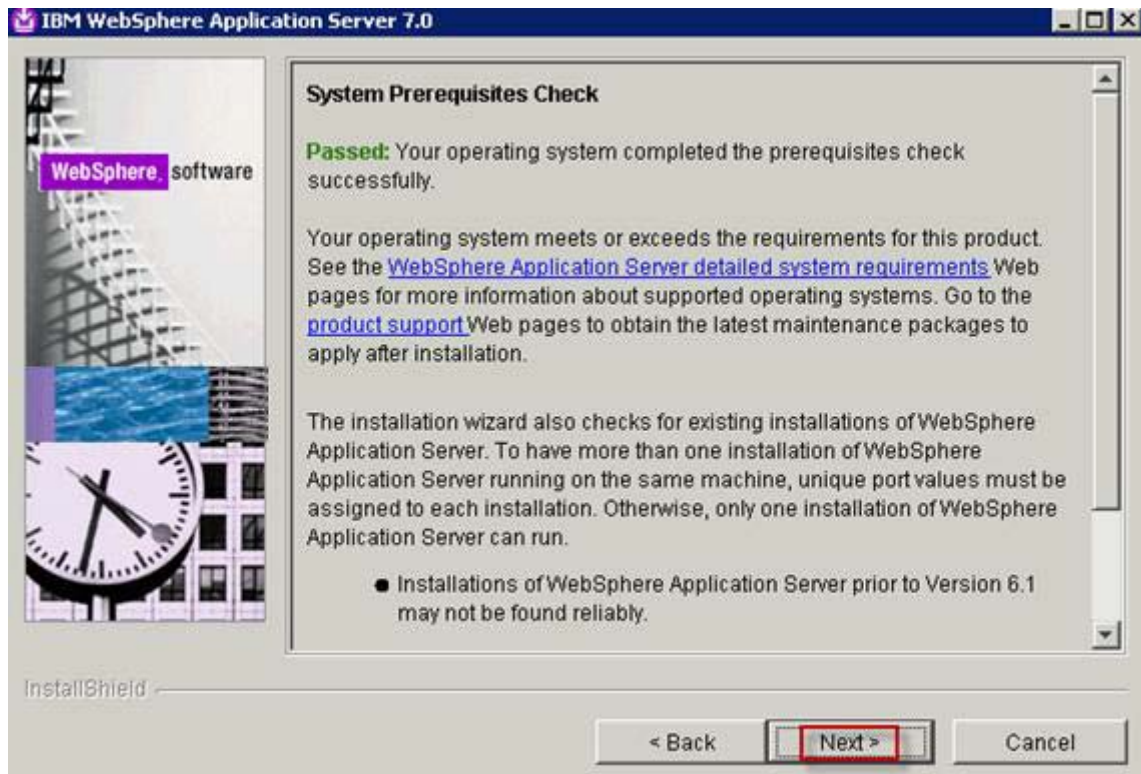 IBM WebSphere Application Server 7.0
WebSphere. software
System Prerequisites Check
Passed: Your operating system completed the prerequisites check
successfully.
Your operating system meets or exceeds the requirements for this product.
See the WebSphere Application Server detailed system requirements Web
pages for more information about supported operating systems. Go to the
product support Web pages to obtain the latest maintenance packages to
apply after installation.
The installation wizard also checks for existing installations of WebSphere
Application Server. To have more than one installation of WebSphere
Application Server running on the same machine, unique port values must be
assigned to each installation. Otherwise, only one installation of WebSphere
Application Server can run.
● Installations of WebSphere Application Server prior to Version 6.1
may not be found reliably.
InstallShield
< Back
Next >
Cancel